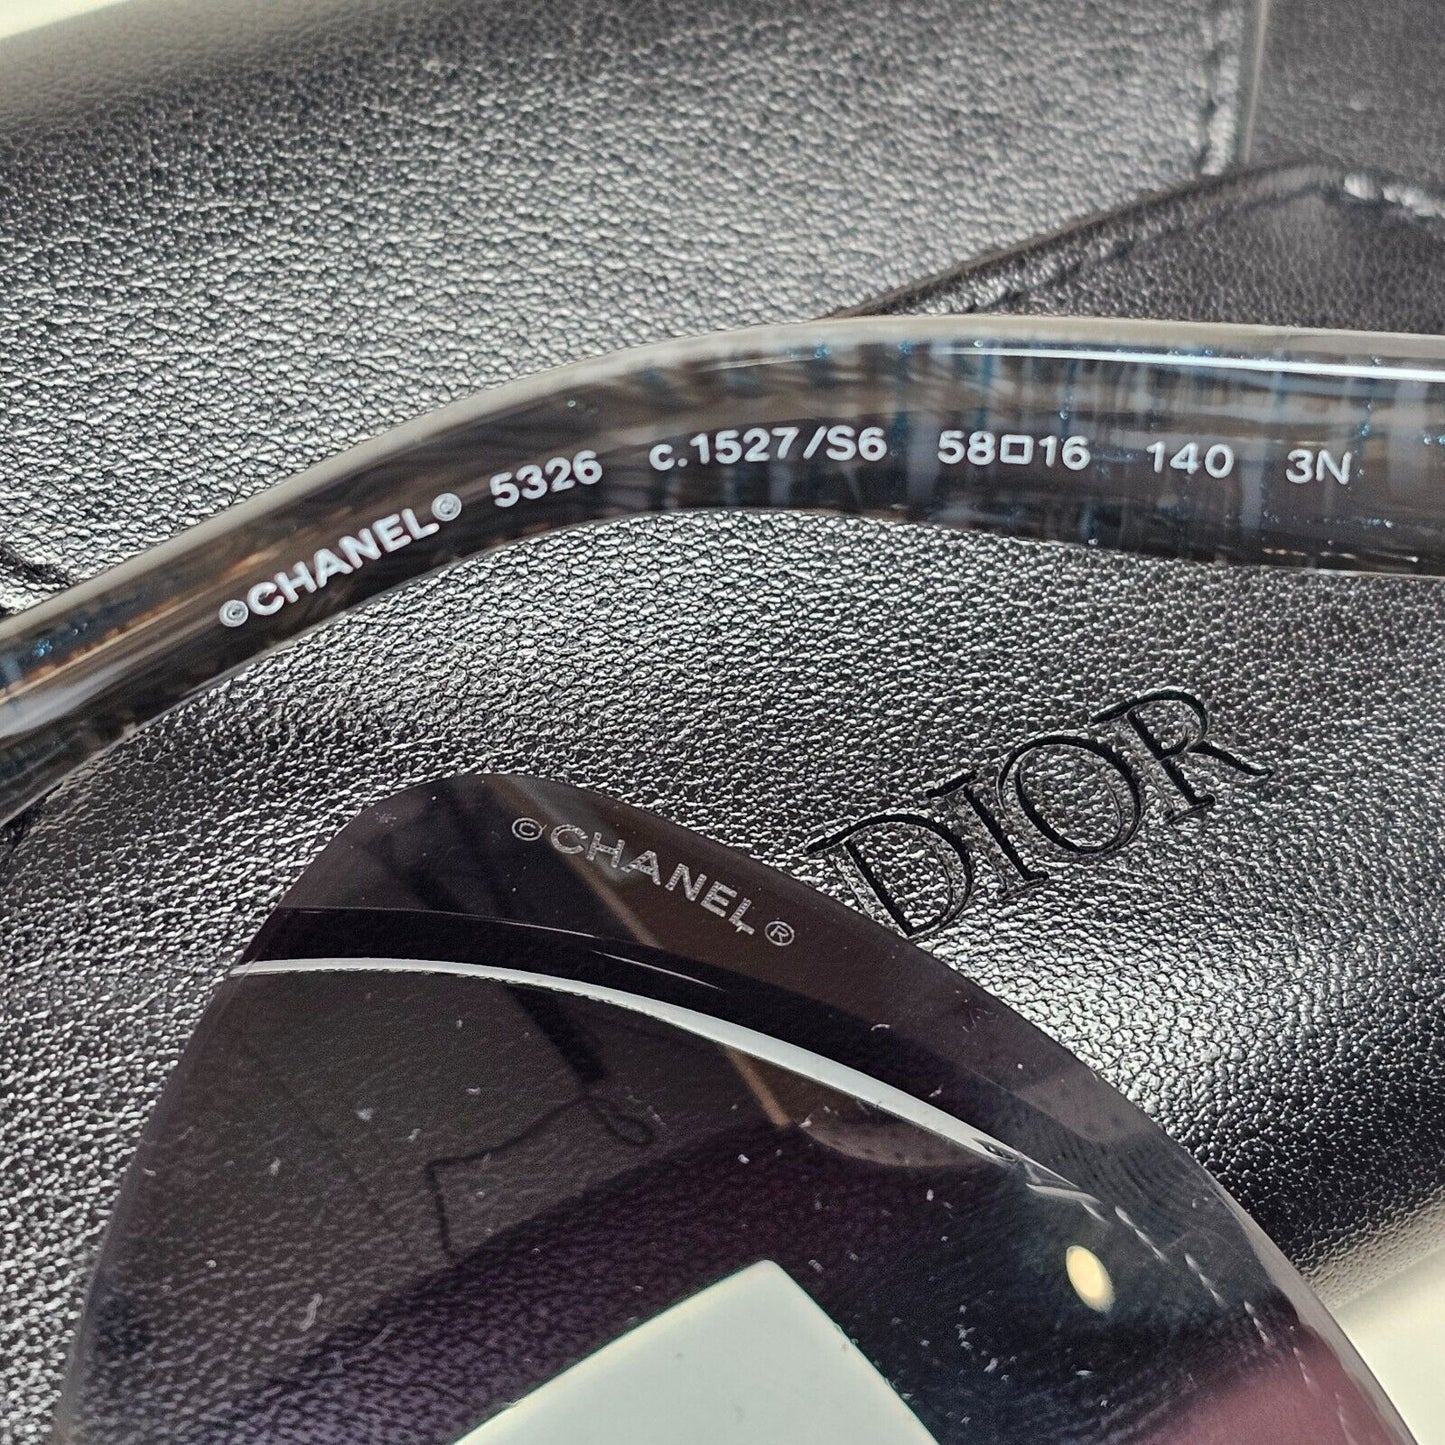 ©CHANEL© 5326 c.1527/S6 58□16 140 3N
DIOR
©CHANEL®